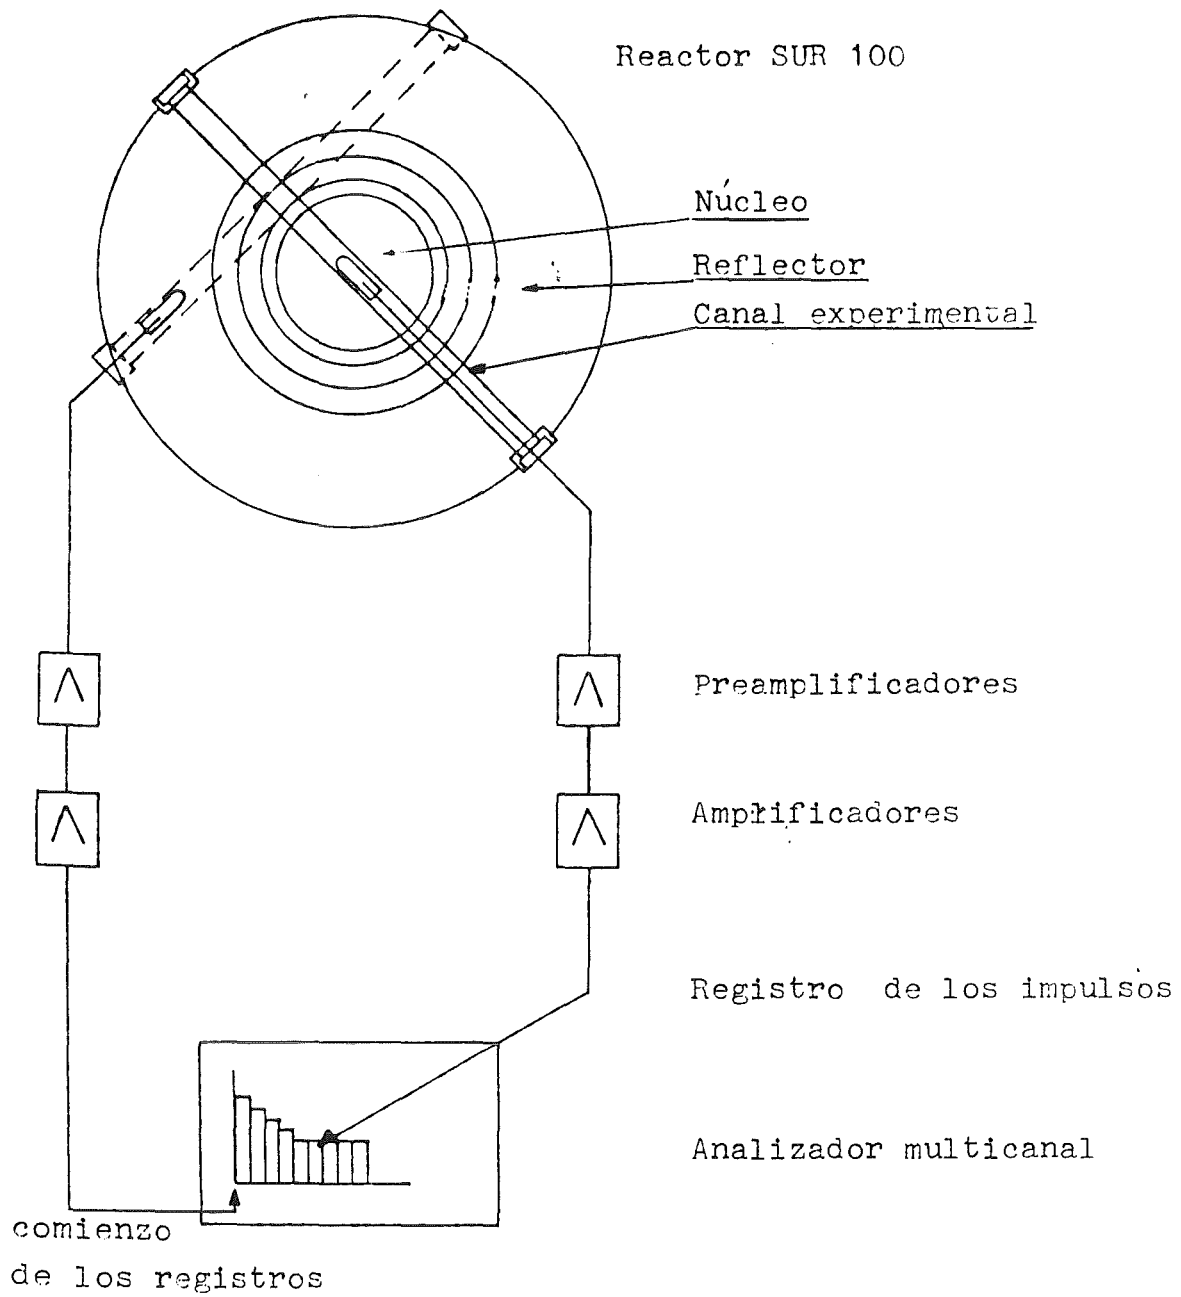 Reactor SUR 100
Núcleo
Reflector
Canal experimental
Preamplificadores
Amplificadores
Registro de los impulsos
Analizador multicanal
comienzo
de los registros